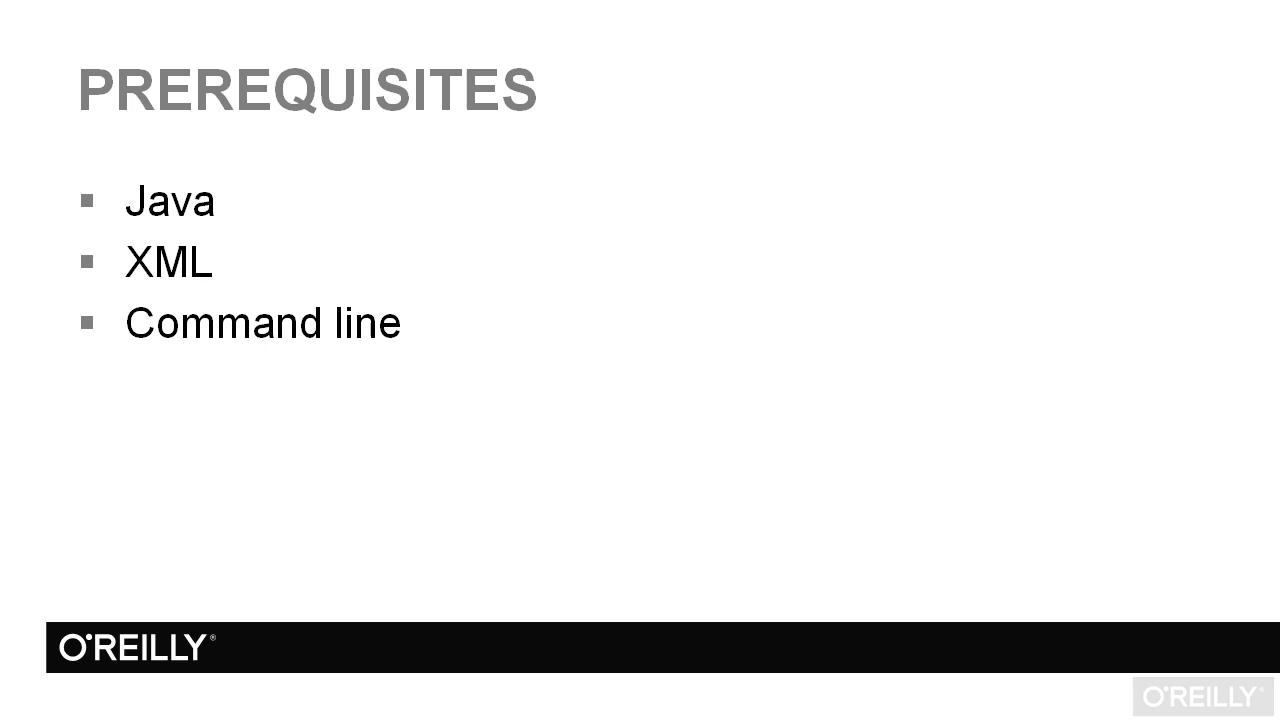 PREREQUISITES
▪ Java
▪ XML
▪ Command line
O'REILLY®
O'REILLY®